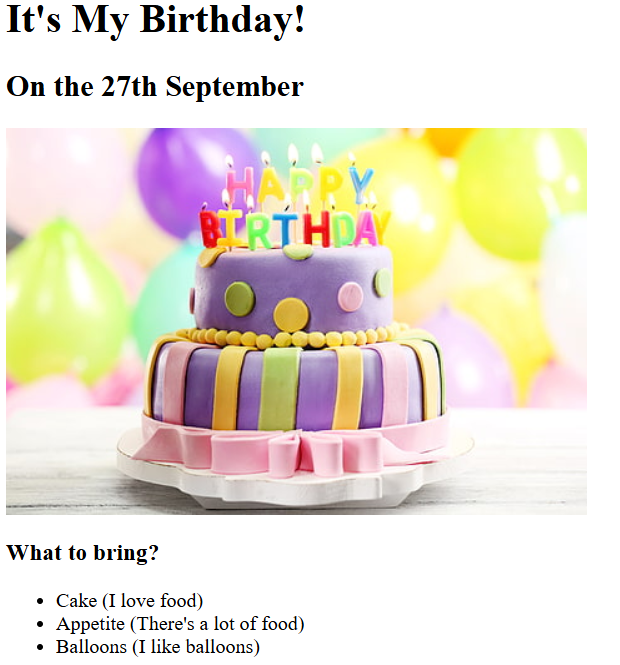 It's My Birthday!
On the 27th September
HAPPY
BIRTHDAY
What to bring?
Cake (I love food)
Appetite (There's a lot of food)
Balloons (I like balloons)